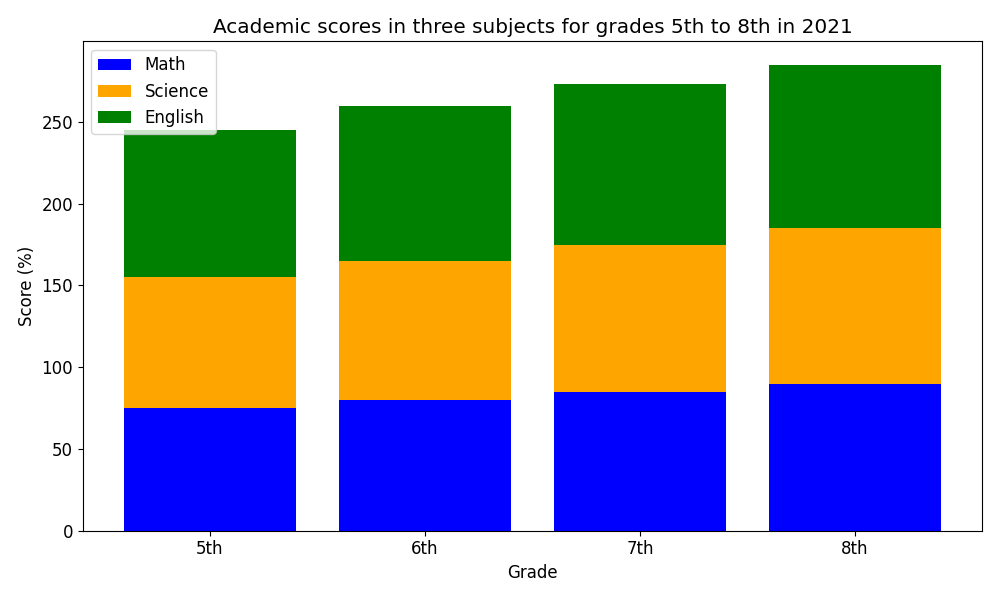 Academic scores in three subjects for grades 5th to 8th in 2021
Math
Science
English
Score (%)
250
200
150
100
50
0
5th 6th 7th 8th
Grade